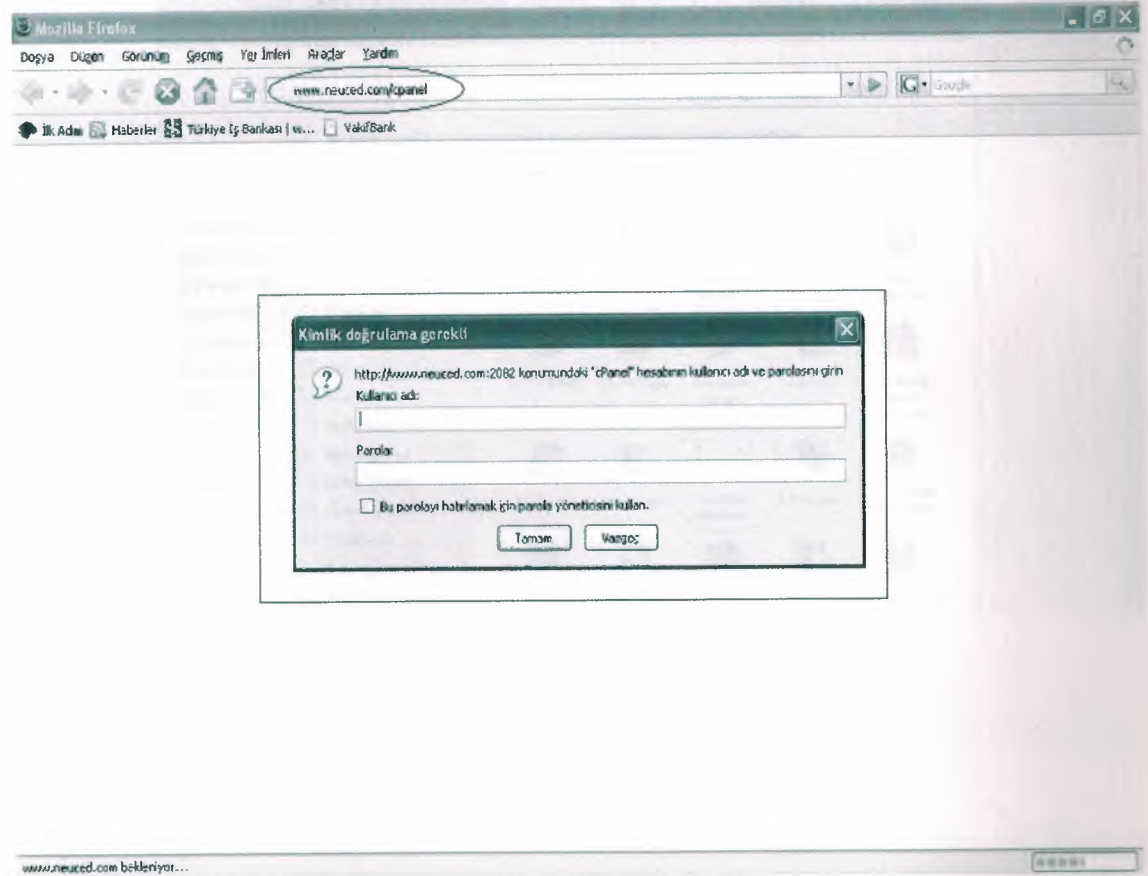 Mozilla Firefox
Dosya Düzen Görünüm Geçmiş Yer İmleri Araçlar Yardım
www.neuced.com/cpanel
Google
İlk Adım Haberler Türkiye İş Bankası | w... VakıfBank
Kimlik doğrulama gerekli
http://www.neuced.com:2082 konumundaki "cPanel" hesabının kullanıcı adı ve parolasını girin
Kullanıcı adı:
Parola:
Bu parolayı hatırlamak için parola yöneticisini kullan.
Tamam Vazgeç
www.neuced.com bekleniyor...